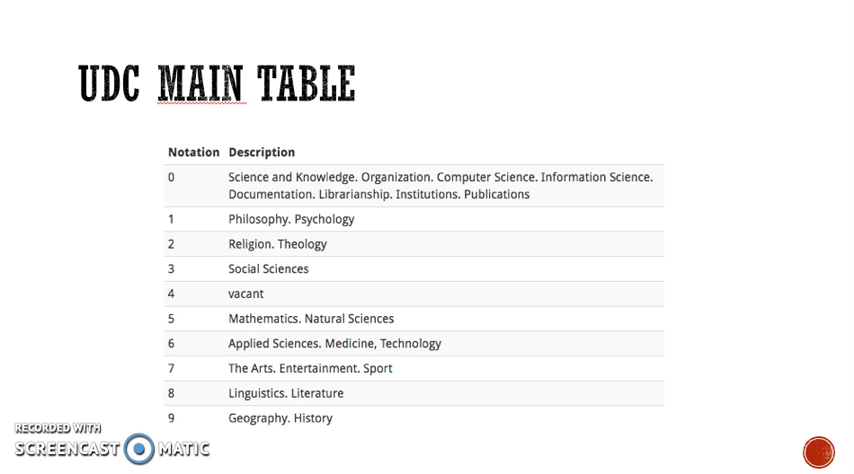 UDC MAIN TABLE
Notation Description
0 Science and Knowledge. Organization. Computer Science. Information Science.
Documentation. Librarianship. Institutions. Publications
1 Philosophy. Psychology
2 Religion. Theology
3 Social Sciences
4 vacant
5 Mathematics. Natural Sciences
6 Applied Sciences. Medicine, Technology
7 The Arts. Entertainment. Sport
8 Linguistics. Literature
9 Geography. History
RECORDED WITH
SCREENCAST MATIC